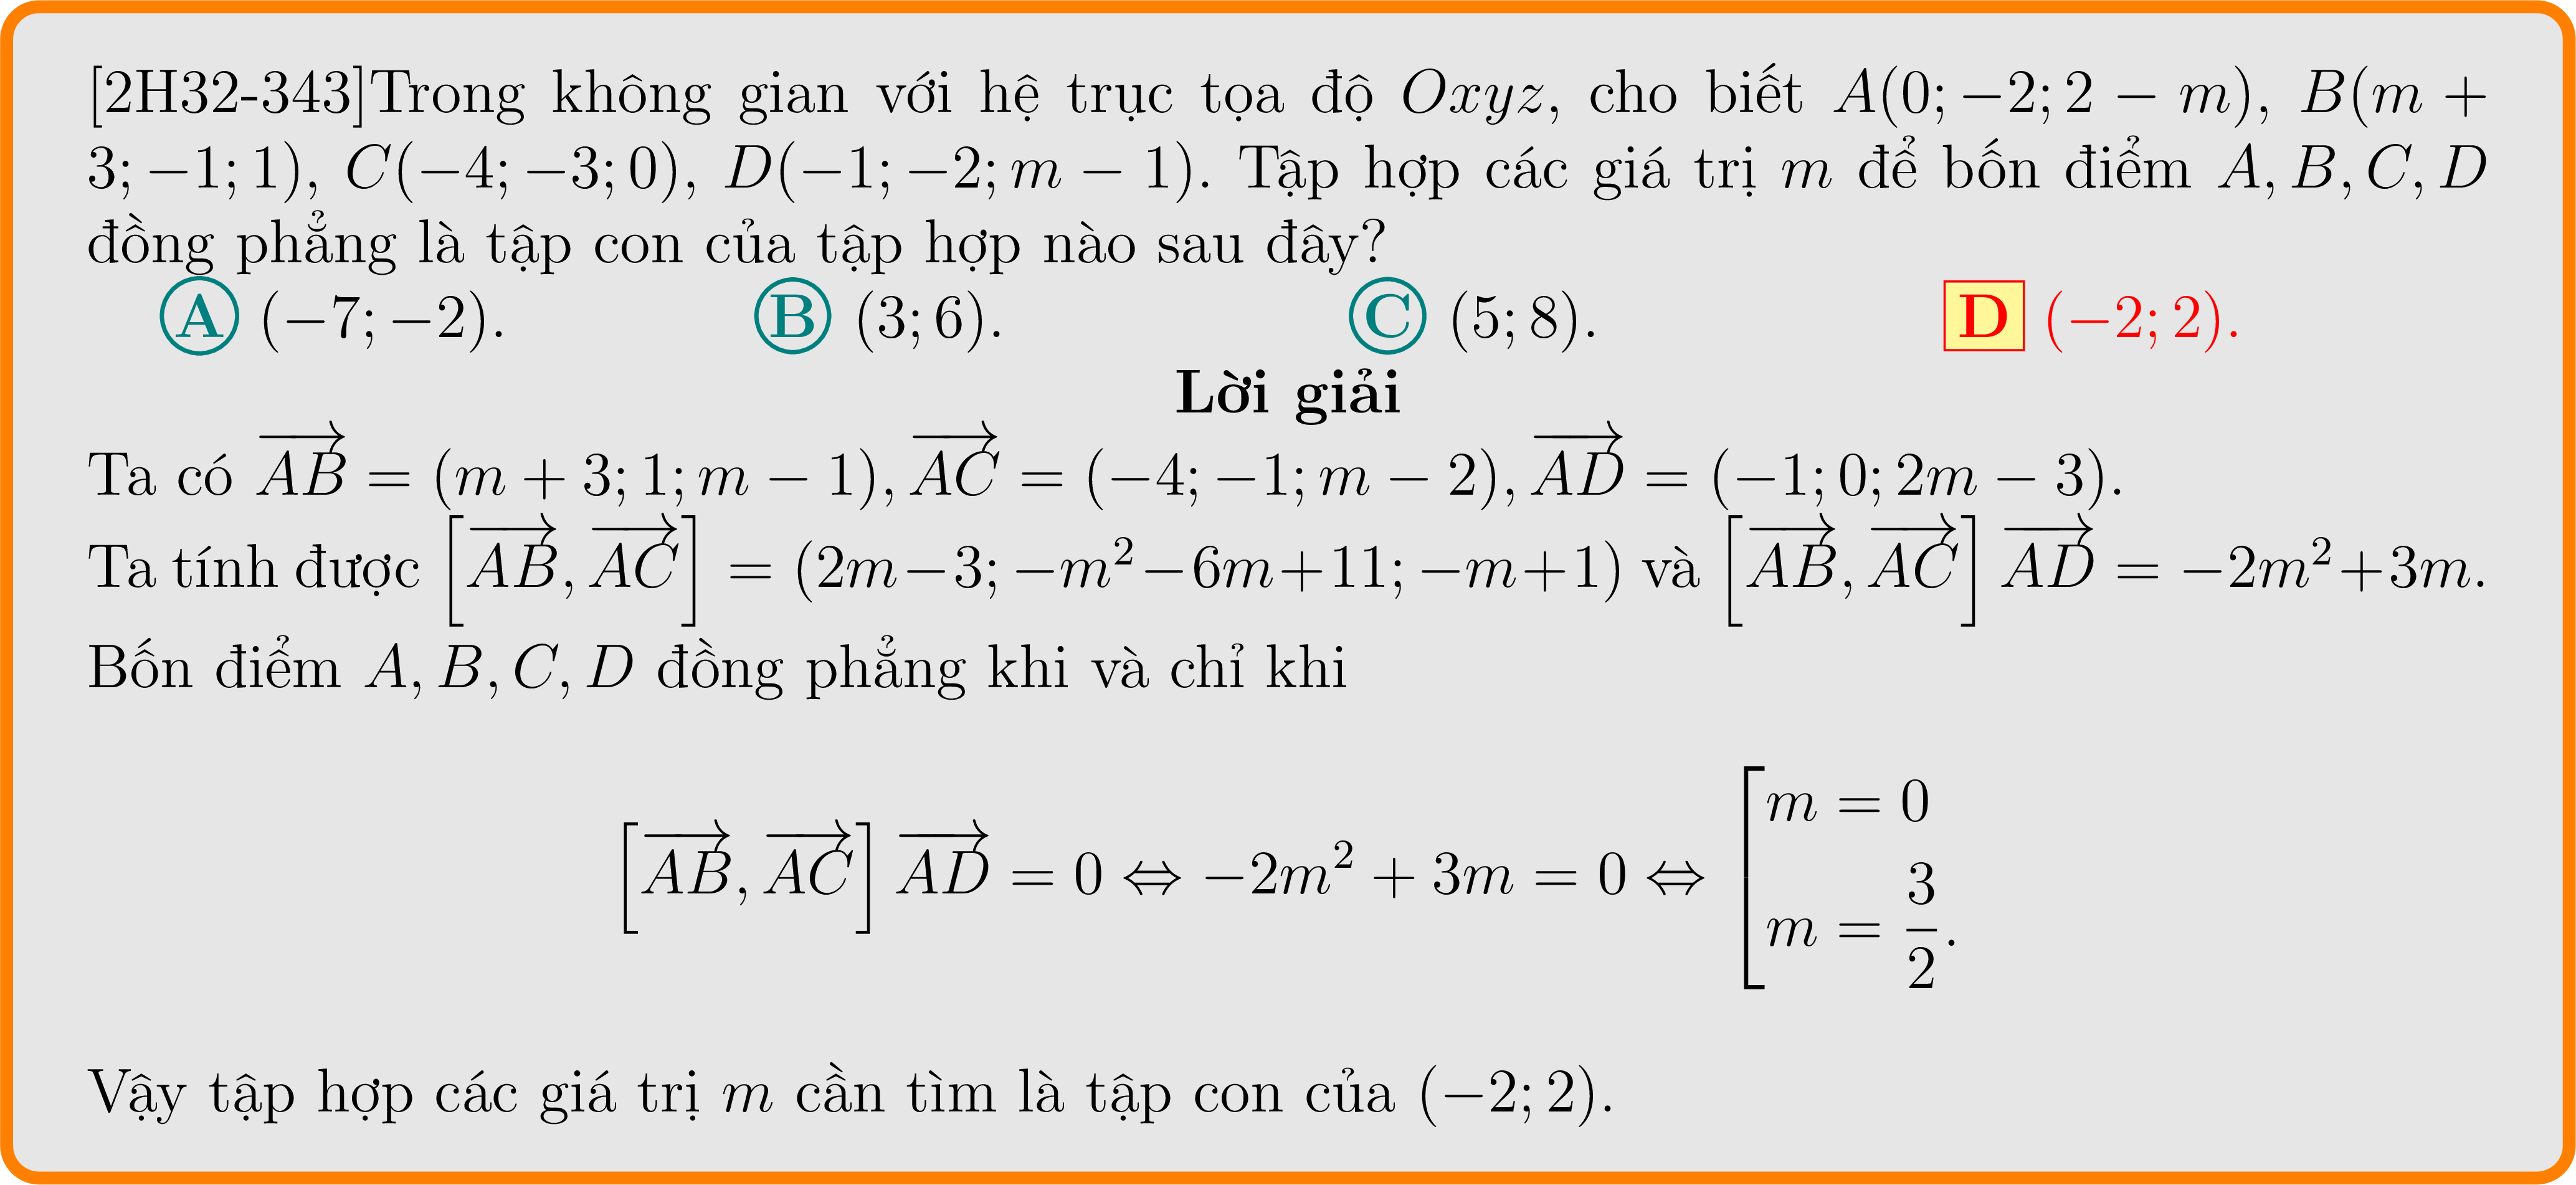 [2H32-343]Trong không gian với hệ trục tọa độ Oxyz, cho biết A(0; −2; 2 − m), B(m +
3; −1; 1), C(−4; −3; 0), D(−1; −2; m − 1). Tập hợp các giá trị m để bốn điểm A, B, C, D
đồng phẳng là tập con của tập hợp nào sau đây?
A (−7; −2). B (3; 6). C (5; 8). D (−2; 2).
Lời giải
Ta có $\overrightarrow{AB} = (m + 3; 1; m − 1), \overrightarrow{AC} = (−4; −1; m − 2), \overrightarrow{AD} = (−1; 0; 2m − 3).$
Ta tính được $\left[\overrightarrow{AB}, \overrightarrow{AC}\right] = (2m−3; −m^2−6m+11; −m+1)$ và $\left[\overrightarrow{AB}, \overrightarrow{AC}\right] \overrightarrow{AD} = −2m^2+3m.$
Bốn điểm A, B, C, D đồng phẳng khi và chỉ khi
$\left[\overrightarrow{AB}, \overrightarrow{AC}\right] \overrightarrow{AD} = 0 ⇔ −2m^2 + 3m = 0 ⇔ \left[\begin{array}{l} m = 0 \\ m = \dfrac{3}{2}. \end{array}\right.$
Vậy tập hợp các giá trị m cần tìm là tập con của (−2; 2).